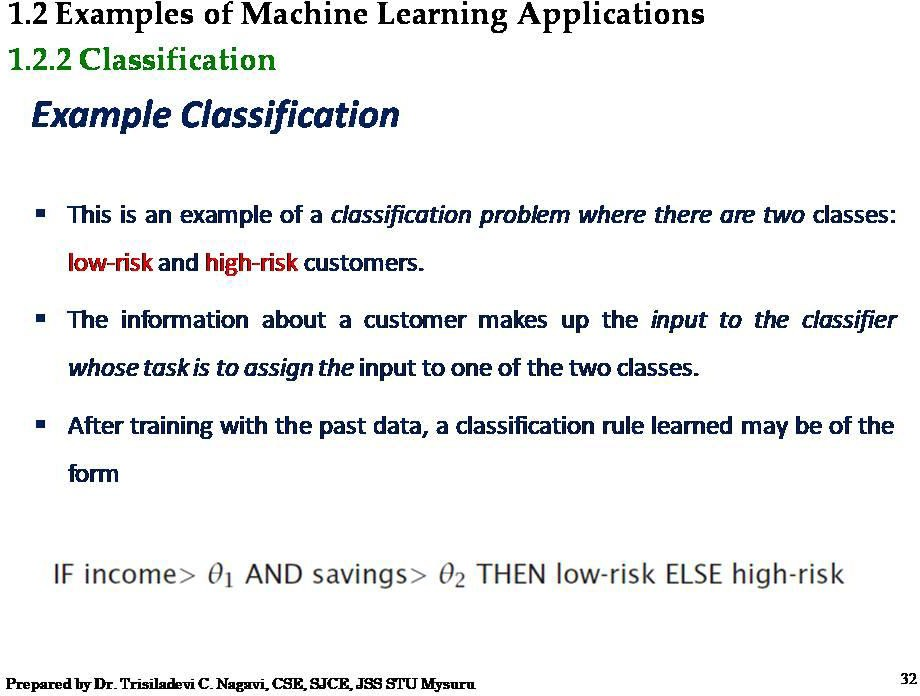 1.2 Examples of Machine Learning Applications
1.2.2 Classification
Example Classification
▪ This is an example of a classification problem where there are two classes:
low-risk and high-risk customers.
▪ The information about a customer makes up the input to the classifier
whose task is to assign the input to one of the two classes.
▪ After training with the past data, a classification rule learned may be of the
form
IF income> θ₁ AND savings> θ₂ THEN low-risk ELSE high-risk
Prepared by Dr. Trisiladevi C. Nagavi, CSE, SJCE, JSS STU Mysuru
32